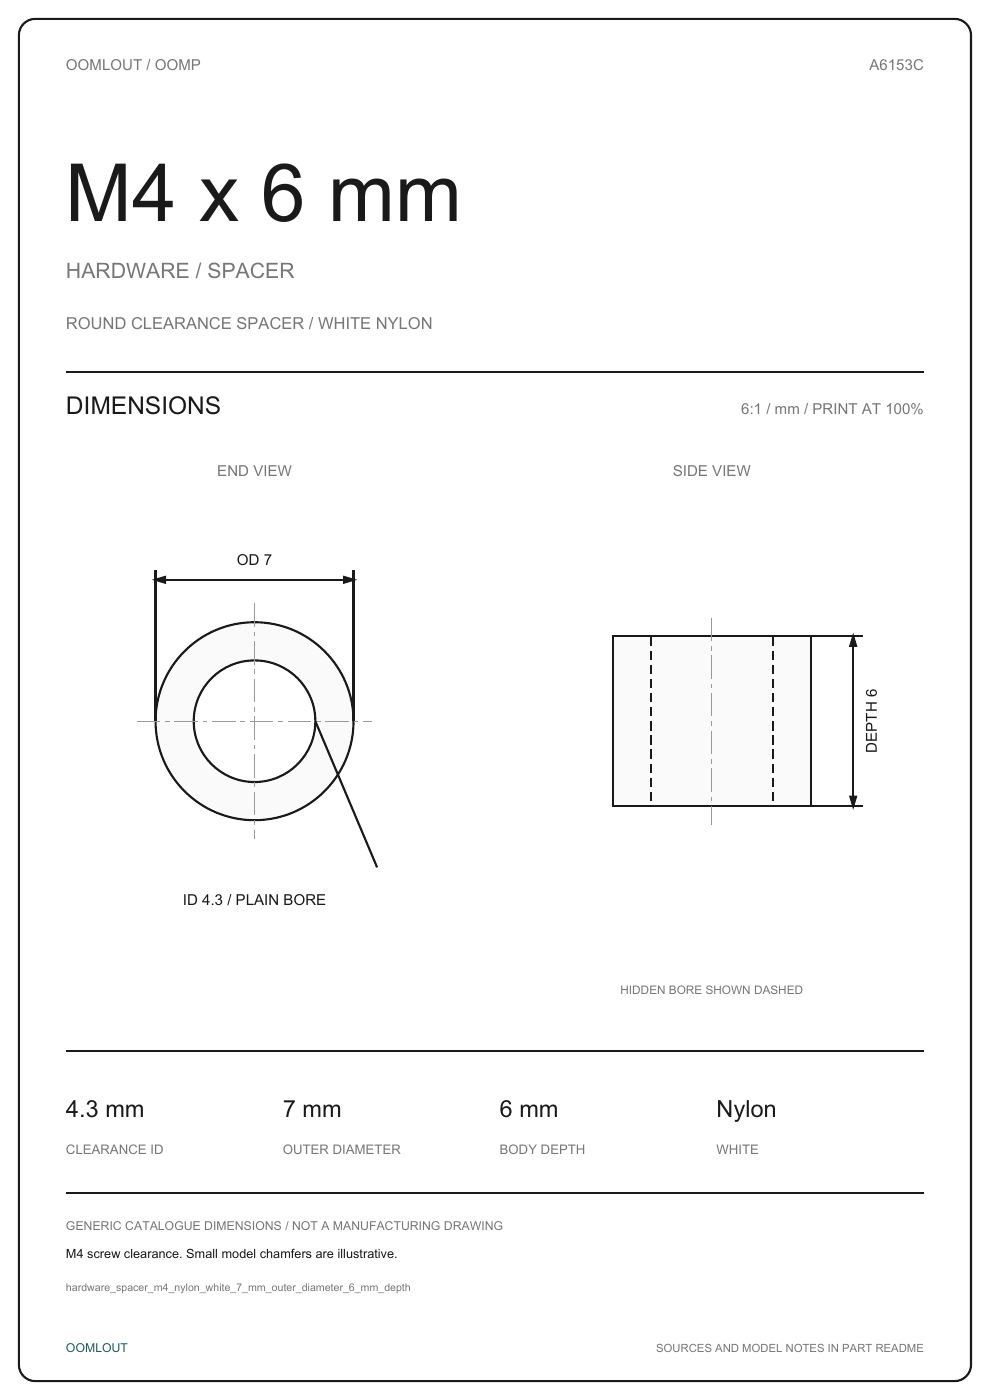 OOMLOUT / OOMP
A6153C
M4 x 6 mm
HARDWARE / SPACER
ROUND CLEARANCE SPACER / WHITE NYLON
DIMENSIONS
6:1 / mm / PRINT AT 100%
END VIEW
SIDE VIEW
OD 7
DEPTH 6
ID 4.3 / PLAIN BORE
HIDDEN BORE SHOWN DASHED
4.3 mm
7 mm
6 mm
Nylon
CLEARANCE ID
OUTER DIAMETER
BODY DEPTH
WHITE
GENERIC CATALOGUE DIMENSIONS / NOT A MANUFACTURING DRAWING
M4 screw clearance. Small model chamfers are illustrative.
hardware_spacer_m4_nylon_white_7_mm_outer_diameter_6_mm_depth
OOMLOUT
SOURCES AND MODEL NOTES IN PART README